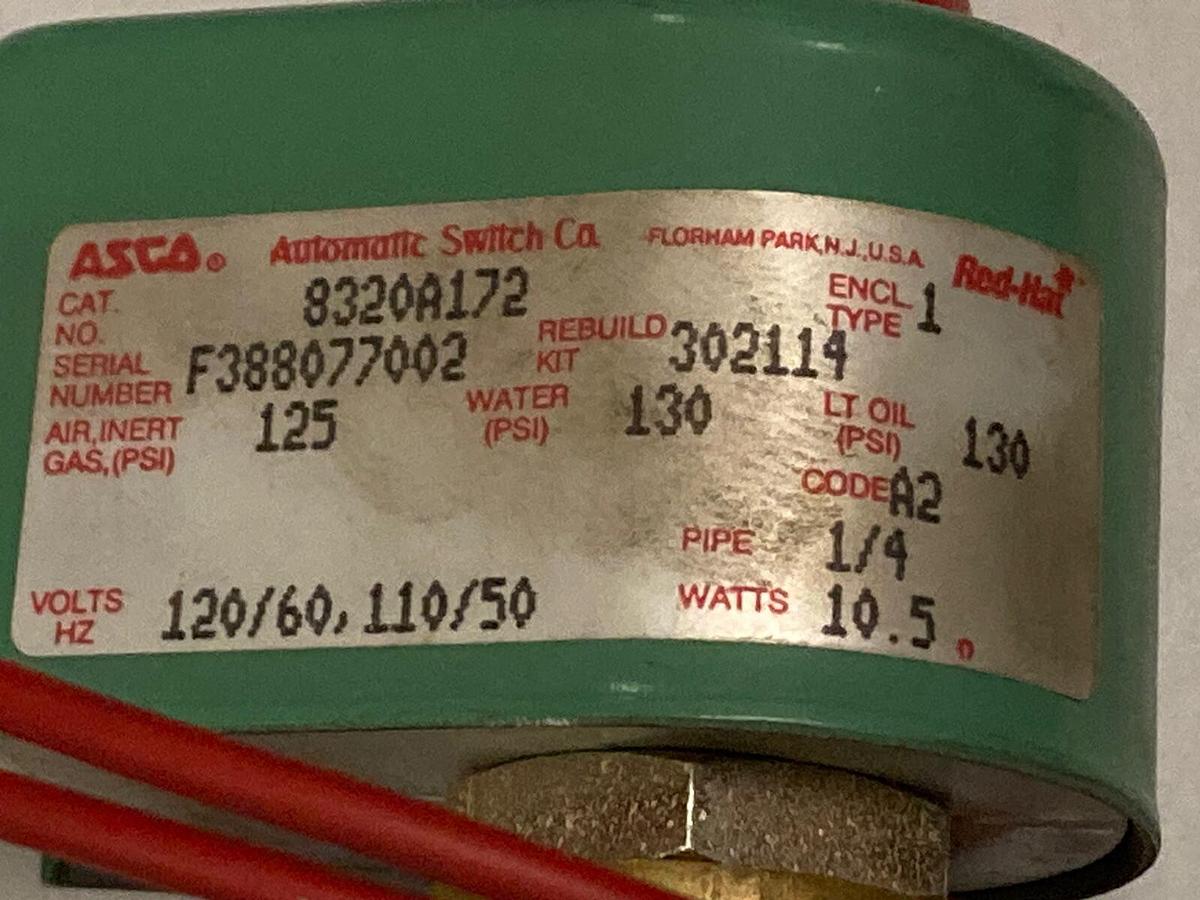 ASCO® Automatic Switch Co. FLORHAM PARK, N.J., U.S.A. Red-Hat
CAT. NO. 8320A172 ENCL TYPE 1
SERIAL NUMBER F388077002 REBUILD KIT 302114
AIR, INERT GAS, (PSI) 125 WATER (PSI) 130 LT OIL (PSI) 130
CODE A2
PIPE 1/4
VOLTS HZ 120/60, 110/50 WATTS 10.5